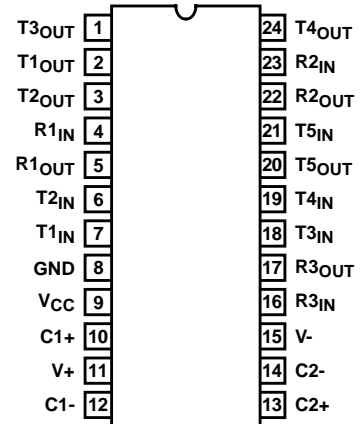 T3OUT 1 24 T4OUT
T1OUT 2 23 R2IN
T2OUT 3 22 R2OUT
R1IN 4 21 T5IN
R1OUT 5 20 T5OUT
T2IN 6 19 T4IN
T1IN 7 18 T3IN
GND 8 17 R3OUT
VCC 9 16 R3IN
C1+ 10 15 V-
V+ 11 14 C2-
C1- 12 13 C2+